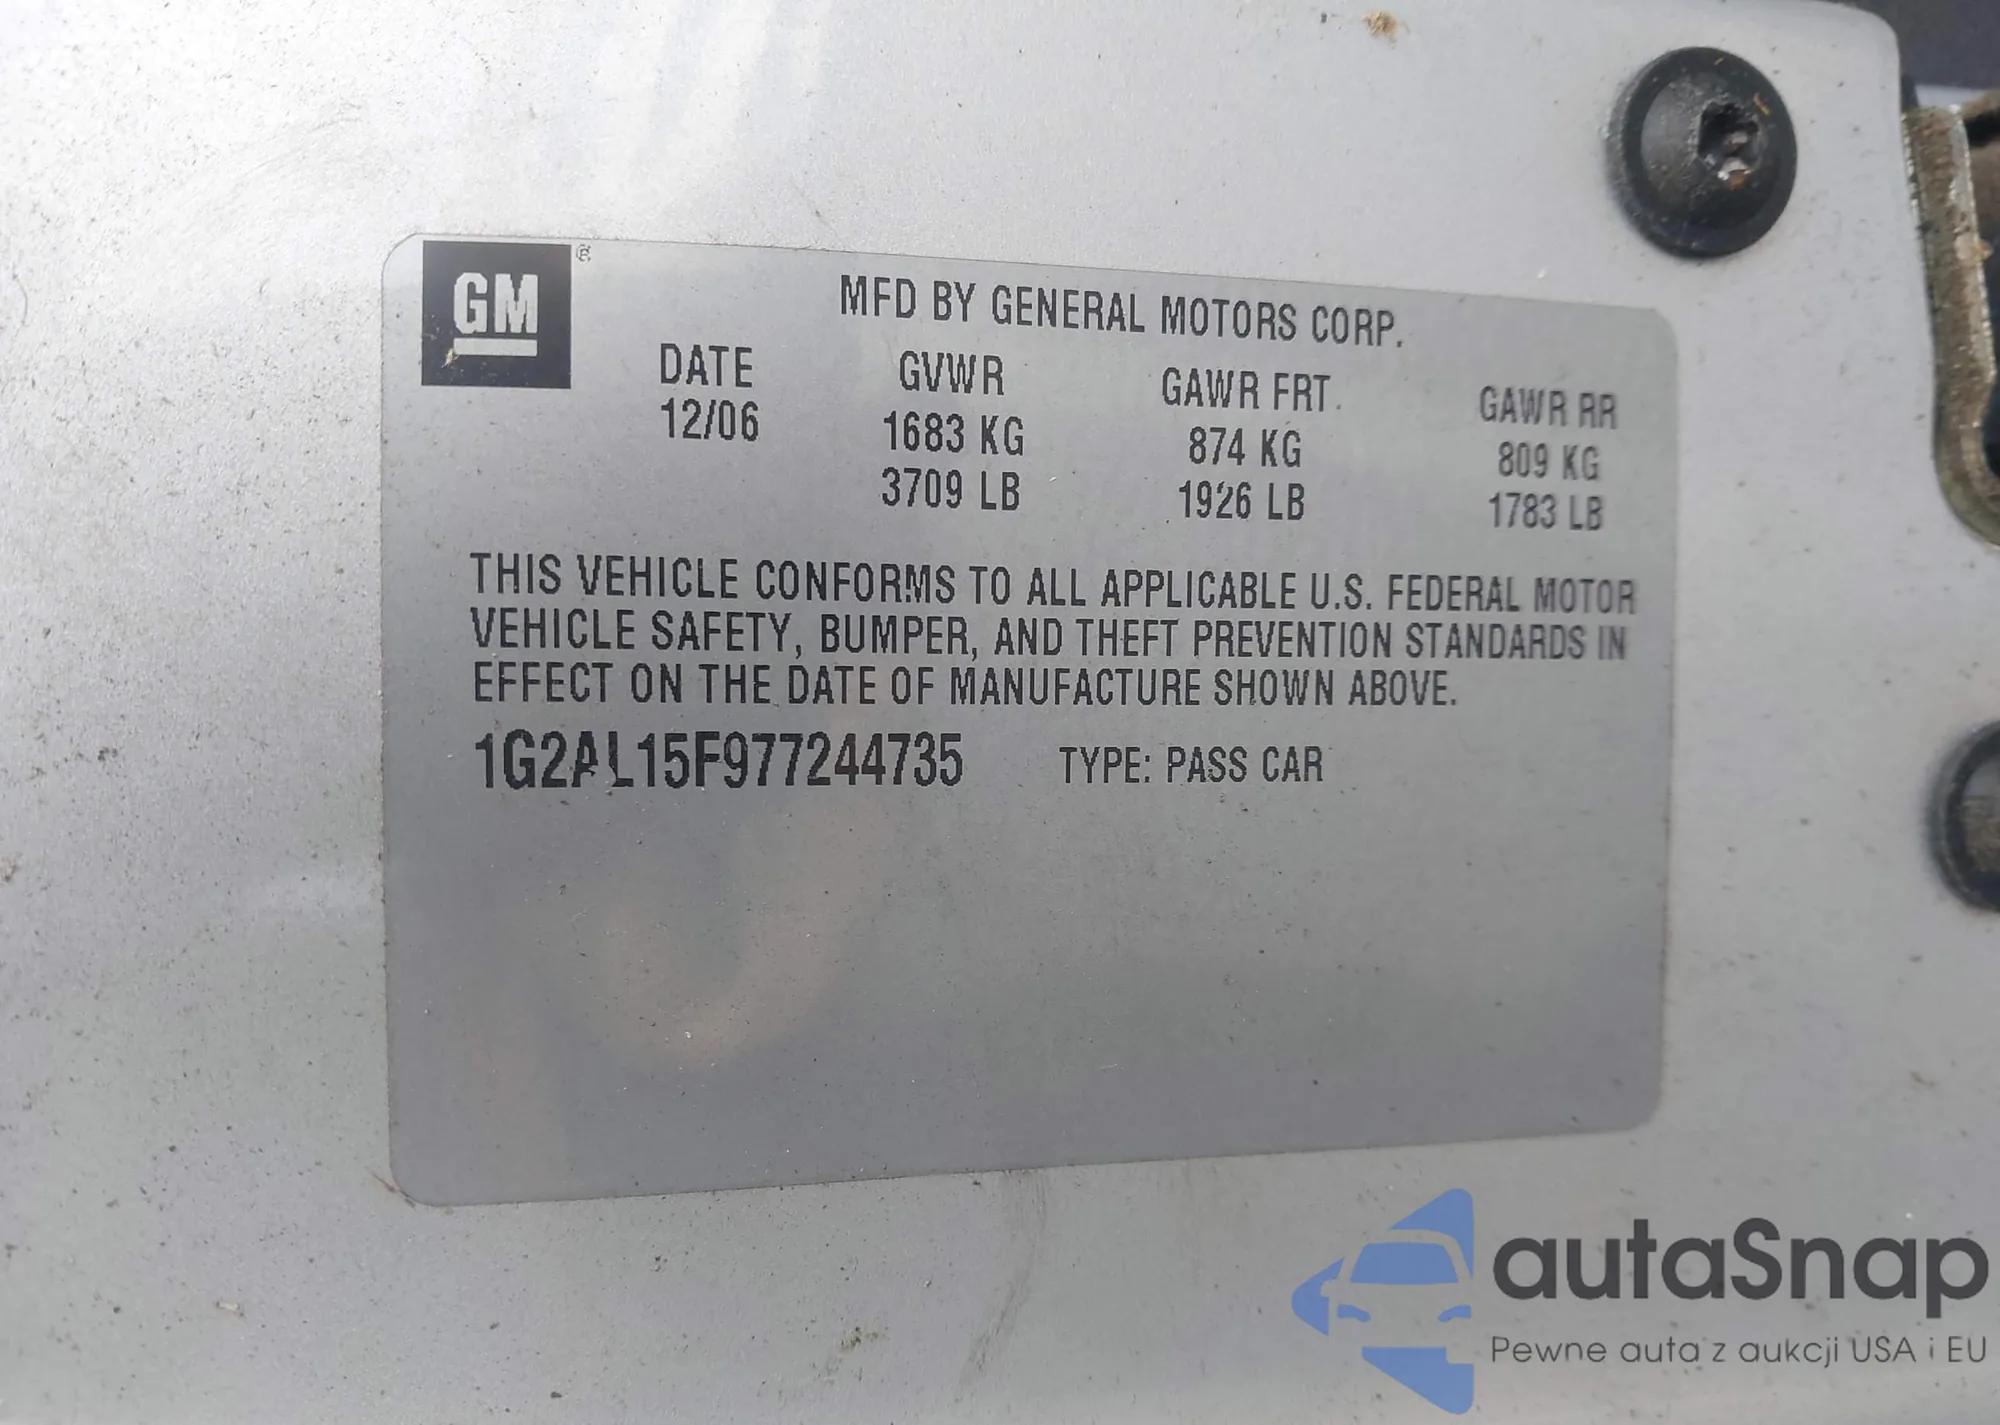 GM ®
MFD BY GENERAL MOTORS CORP.
DATE GVWR GAWR FRT. GAWR RR
12/06 1683 KG 874 KG 809 KG
3709 LB 1926 LB 1783 LB
THIS VEHICLE CONFORMS TO ALL APPLICABLE U.S. FEDERAL MOTOR
VEHICLE SAFETY, BUMPER, AND THEFT PREVENTION STANDARDS IN
EFFECT ON THE DATE OF MANUFACTURE SHOWN ABOVE.
1G2AL15F977244735 TYPE: PASS CAR
autaSnap
Pewne auta z aukcji USA i EU